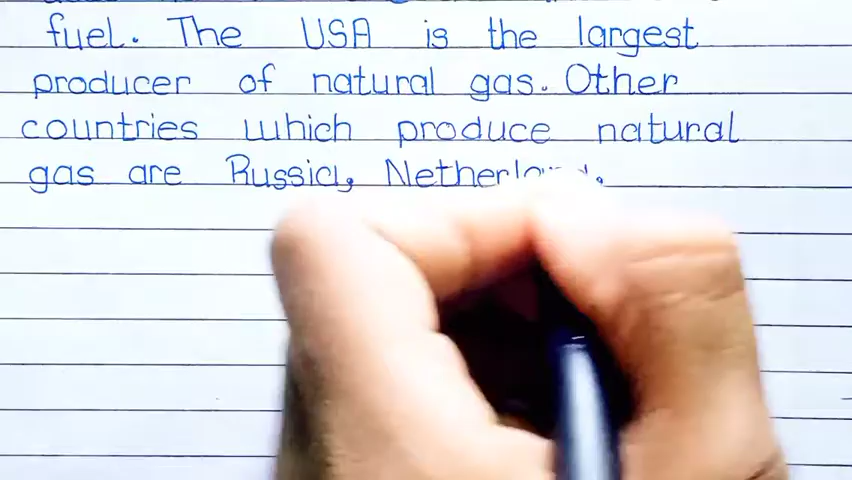 fuel. The USA is the largest
producer of natural gas. Other
countries which produce natural
gas are Russia,